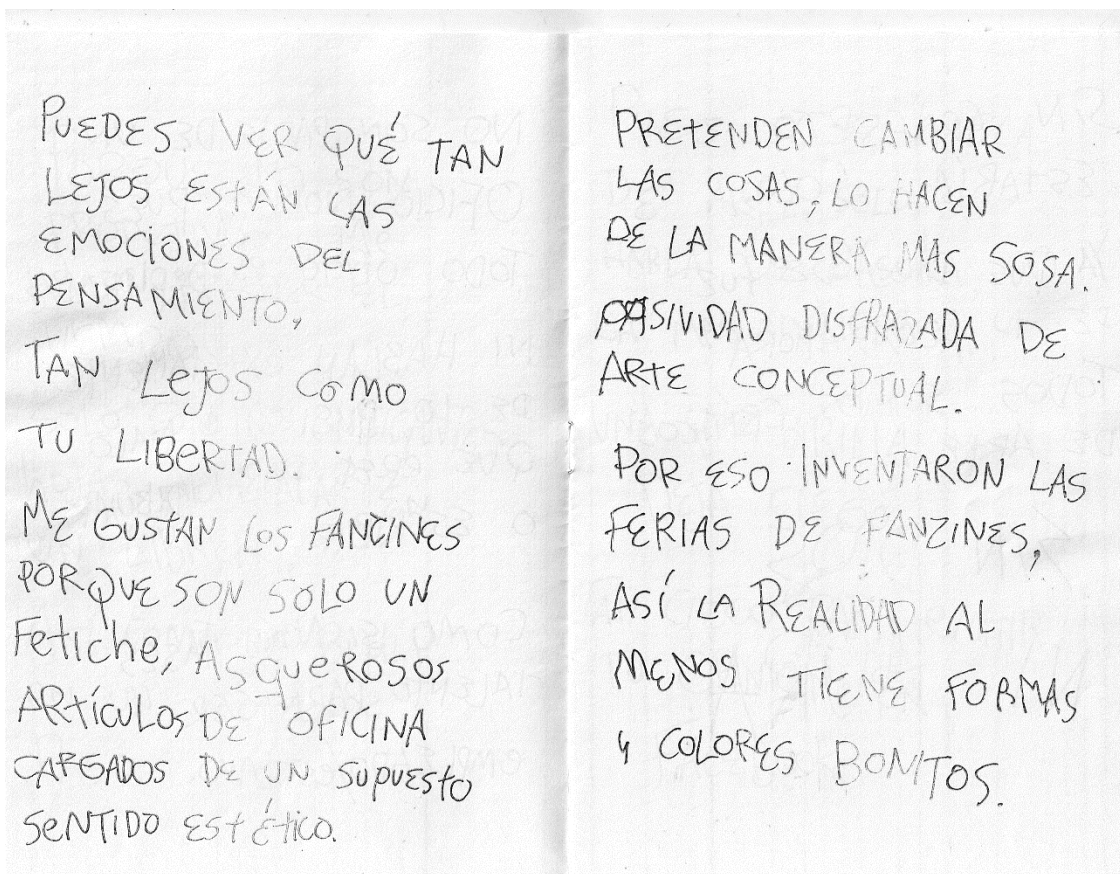 PUEDES VER QUÉ TAN
LEJOS ESTÁN LAS
EMOCIONES DEL
PENSAMIENTO,
TAN LEJOS COMO
TU LIBERTAD.
ME GUSTAN LOS FANZINES
PORQUE SON SOLO UN
Fetiche, ASqueROSOS
ARtíCULOS DE OFICINA
CARGADOS DE UN SUPUESTO
SeNTIDO EStÉtico.
PRETENDEN CAMBIAR
LAS COSAS, LO HACEN
DE LA MANERA MAS SOSA.
PASIVIDAD DISFRAZADA DE
ARTE CONCEPTUAL.
POR ESO INVENTARON LAS
FERIAS DE FANZINES,
ASÍ LA REALIDAD AL
MENOS TIENE FORMAS
Y COLORES BONITOS.